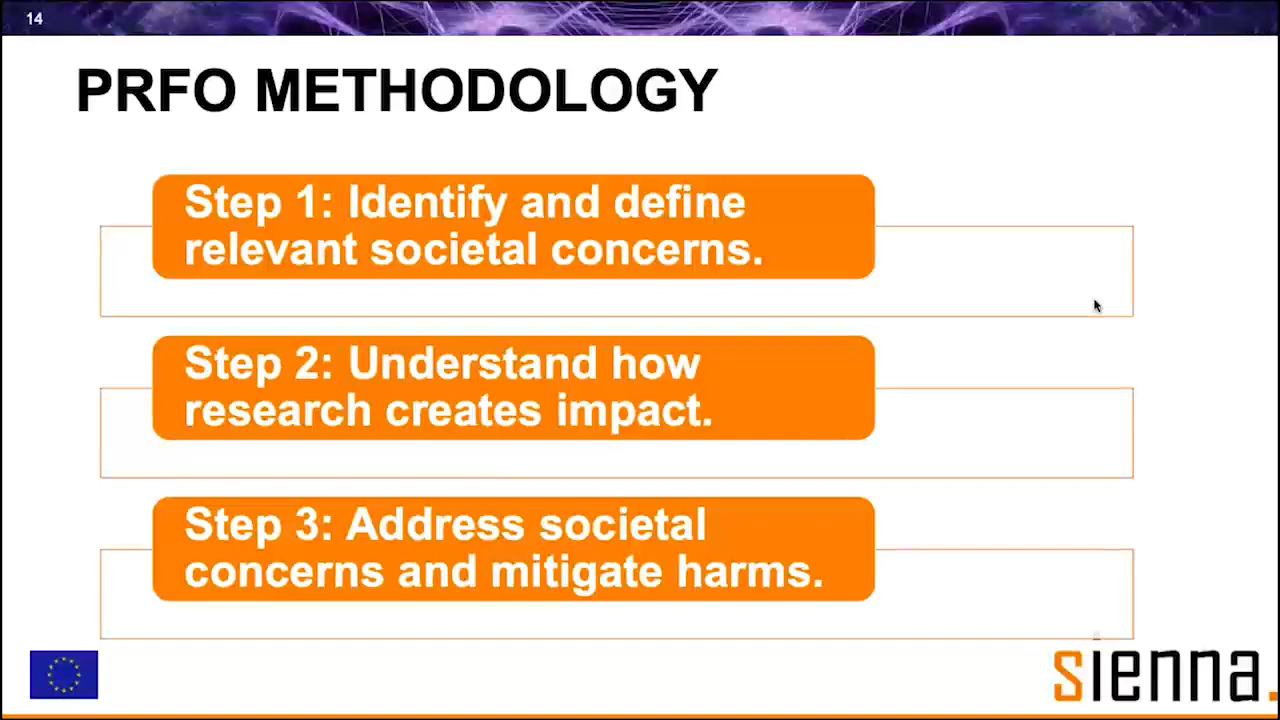 14
PRFO METHODOLOGY
Step 1: Identify and define
relevant societal concerns.
Step 2: Understand how
research creates impact.
Step 3: Address societal
concerns and mitigate harms.
sienna.